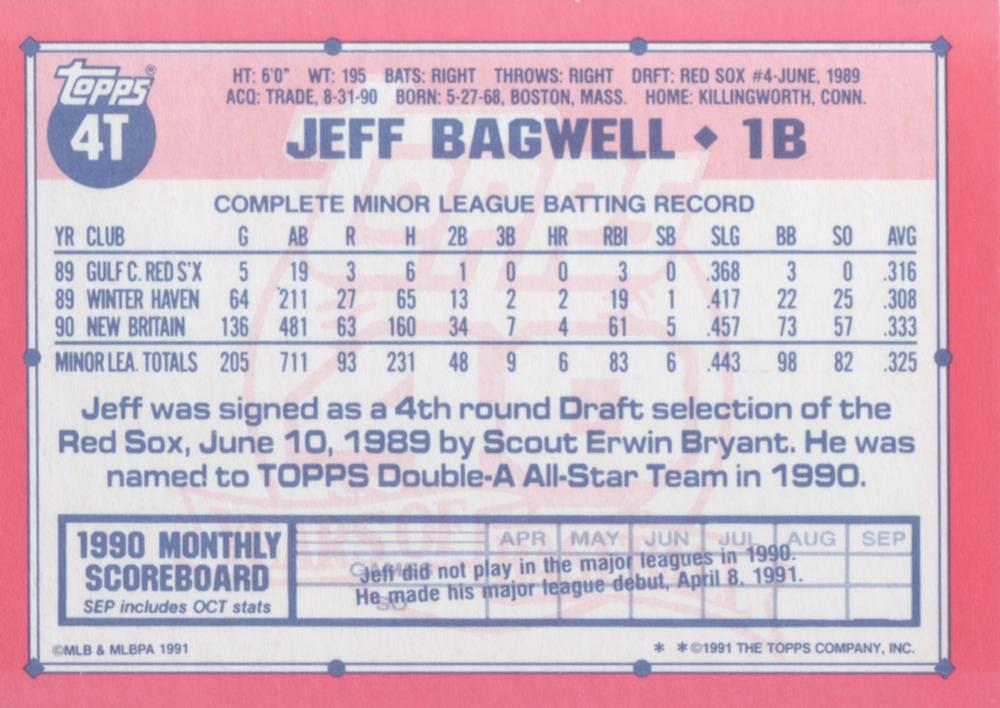 TOPPS®
4T
HT: 6'0" WT: 195 BATS: RIGHT THROWS: RIGHT DRFT: RED SOX #4-JUNE, 1989
ACQ: TRADE, 8-31-90 BORN: 5-27-68, BOSTON, MASS. HOME: KILLINGWORTH, CONN.
JEFF BAGWELL ◆ 1B
COMPLETE MINOR LEAGUE BATTING RECORD
YR CLUB G AB R H 2B 3B HR RBI SB SLG BB SO AVG
89 GULF C. RED S'X 5 19 3 6 1 0 0 3 0 .368 3 0 .316
89 WINTER HAVEN 64 211 27 65 13 2 2 19 1 .417 22 25 .308
90 NEW BRITAIN 136 481 63 160 34 7 4 61 5 .457 73 57 .333
MINOR LEA. TOTALS 205 711 93 231 48 9 6 83 6 .443 98 82 .325
Jeff was signed as a 4th round Draft selection of the
Red Sox, June 10, 1989 by Scout Erwin Bryant. He was
named to TOPPS Double-A All-Star Team in 1990.
1990 MONTHLY
SCOREBOARD
SEP includes OCT stats
APR MAY JUN JUL AUG SEP
GAMES
SO
Jeff did not play in the major leagues in 1990.
He made his major league debut, April 8, 1991.
©MLB & MLBPA 1991
* *©1991 THE TOPPS COMPANY, INC.